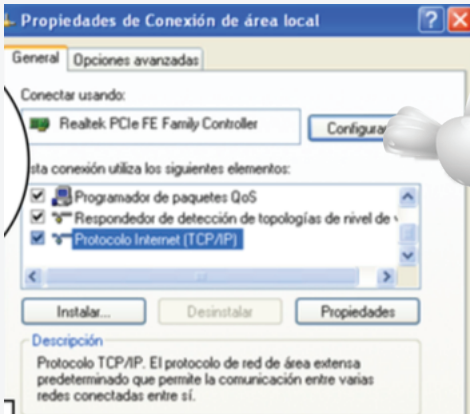 Propiedades de Conexión de área local
General Opciones avanzadas
Conectar usando:
Realtek PCIe FE Family Controller Configurar
esta conexión utiliza los siguientes elementos:
Programador de paquetes QoS
Respondedor de detección de topologías de nivel de
Protocolo Internet (TCP/IP)
Instalar... Desinstalar Propiedades
Descripción
Protocolo TCP/IP. El protocolo de red de área extensa
predeterminado que permite la comunicación entre varias
redes conectadas entre sí.